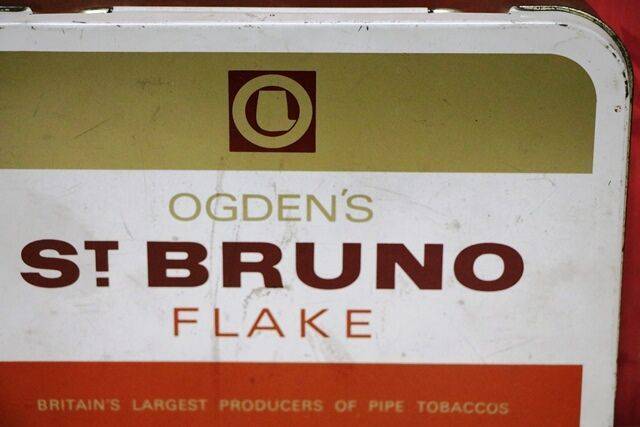 OGDEN'S
ST BRUNO
FLAKE
BRITAIN'S LARGEST PRODUCERS OF PIPE TOBACCOS